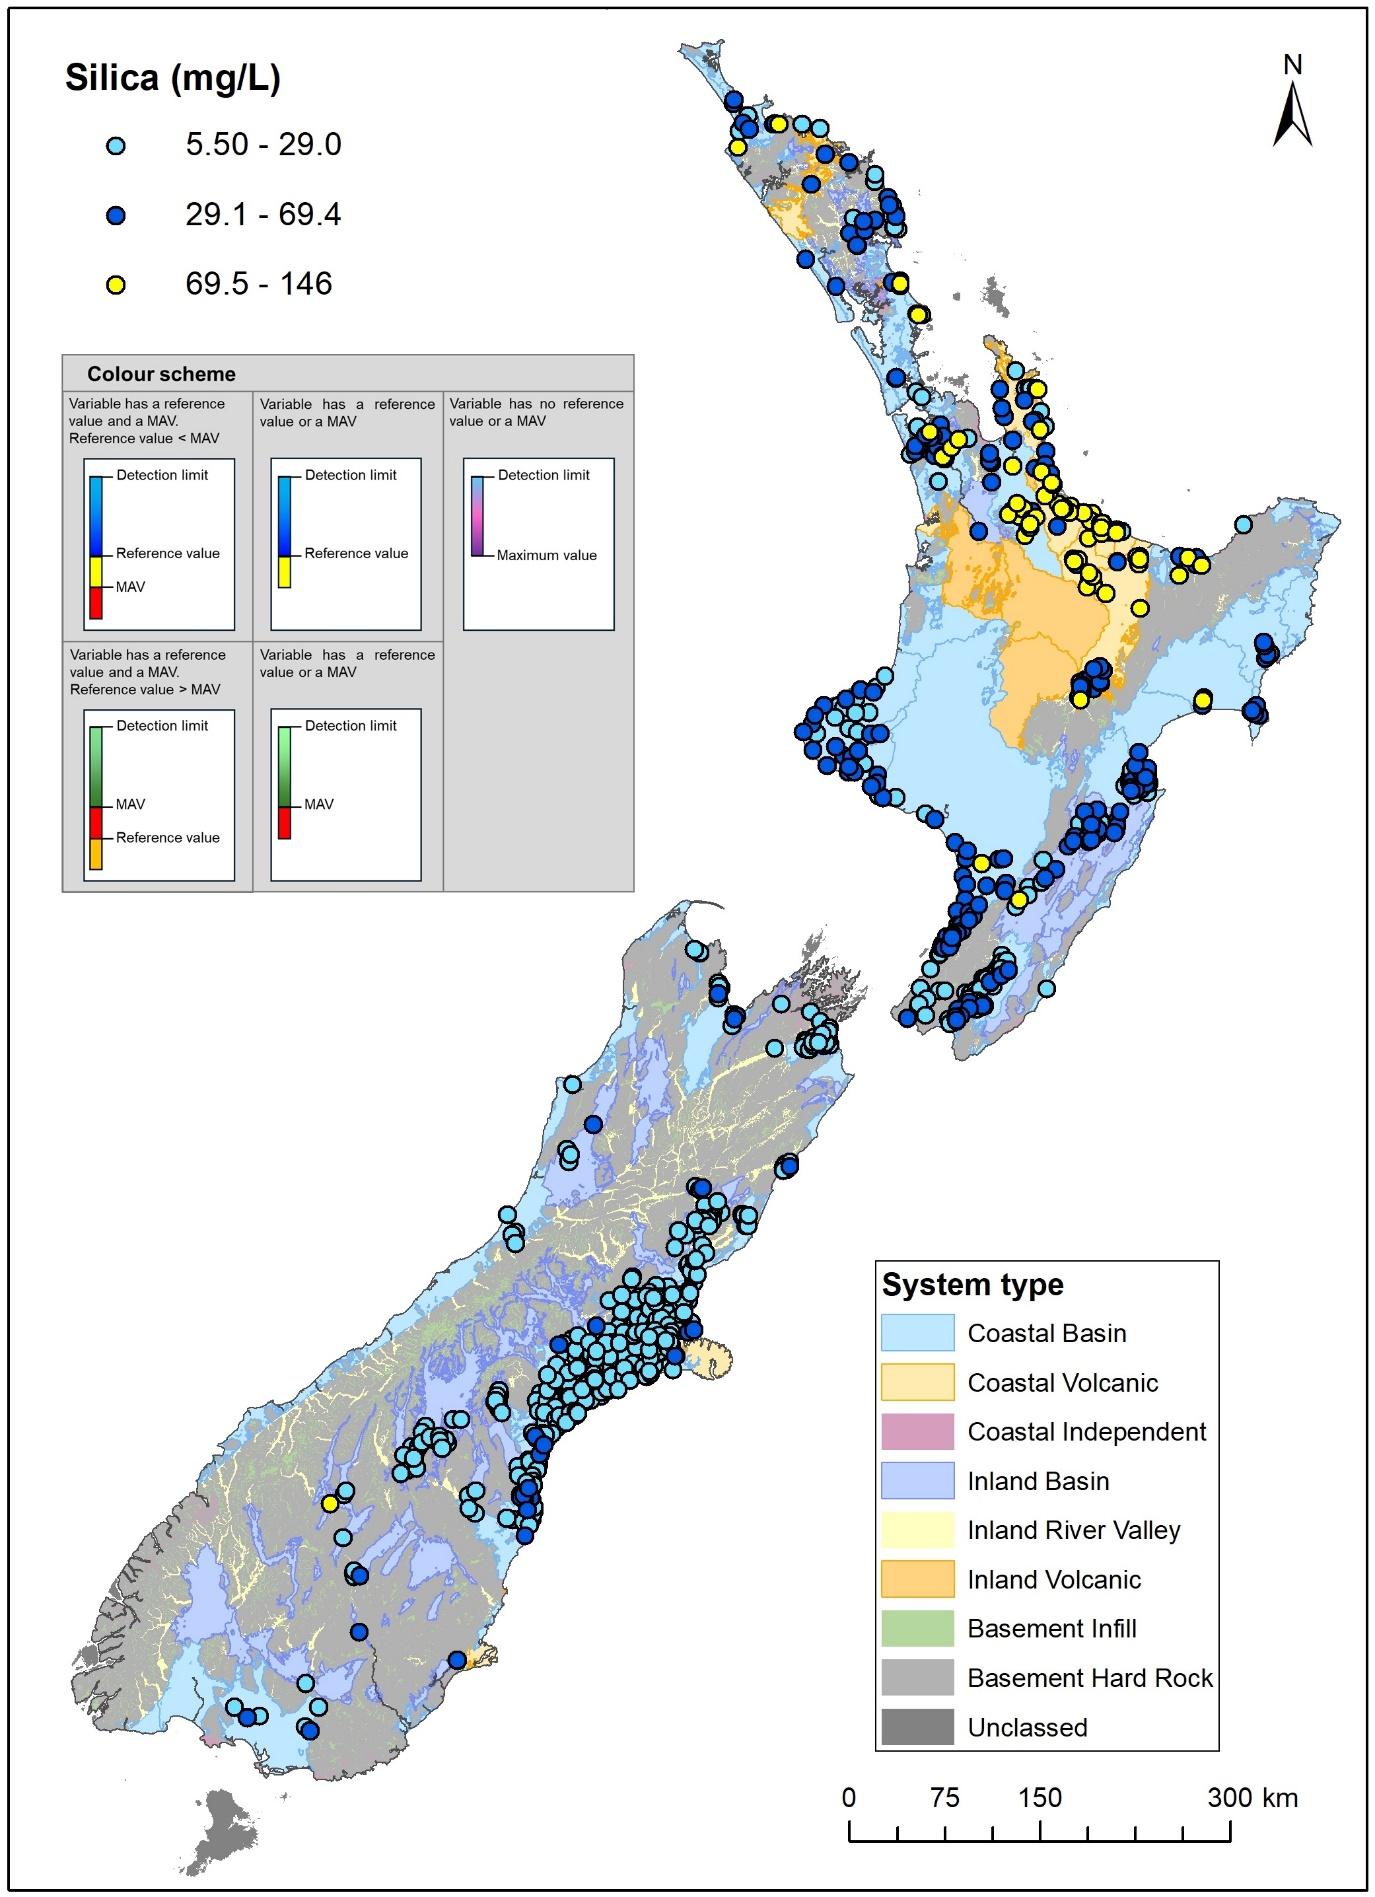 Silica (mg/L)
5.50 - 29.0
29.1 - 69.4
69.5 - 146
N
Colour scheme
Variable has a reference
value and a MAV.
Reference value < MAV
Detection limit
Reference value
MAV
Variable has a reference
value or a MAV
Detection limit
Reference value
Variable has no reference
value or a MAV
Detection limit
Maximum value
Variable has a reference
value and a MAV.
Reference value > MAV
Detection limit
MAV
Reference value
Variable has a reference
value or a MAV
Detection limit
MAV
System type
Coastal Basin
Coastal Volcanic
Coastal Independent
Inland Basin
Inland River Valley
Inland Volcanic
Basement Infill
Basement Hard Rock
Unclassed
0 75 150 300 km